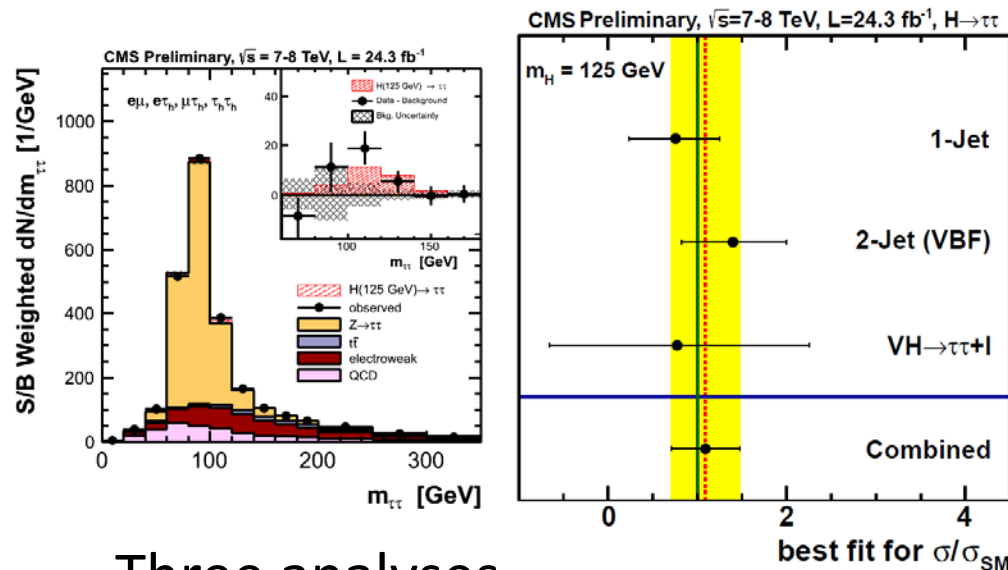 CMS Preliminary, √s = 7-8 TeV, L = 24.3 fb⁻¹
S/B Weighted dN/dmττ [1/GeV]
eμ, eτh, μτh, τhτh
1000
800
600
400
200
0
0
100
200
300
mττ [GeV]
H(125 GeV) → ττ
Data - Background
Bkg. Uncertainty
40
20
0
100
150
mττ [GeV]
H(125 GeV)→ ττ
observed
Z→ττ
tt̄
electroweak
QCD
CMS Preliminary, √s=7-8 TeV, L=24.3 fb⁻¹, H→ττ
mH = 125 GeV
1-Jet
2-Jet (VBF)
VH→ττ+l
Combined
0
2
4
best fit for σ/σSM
Three analyses